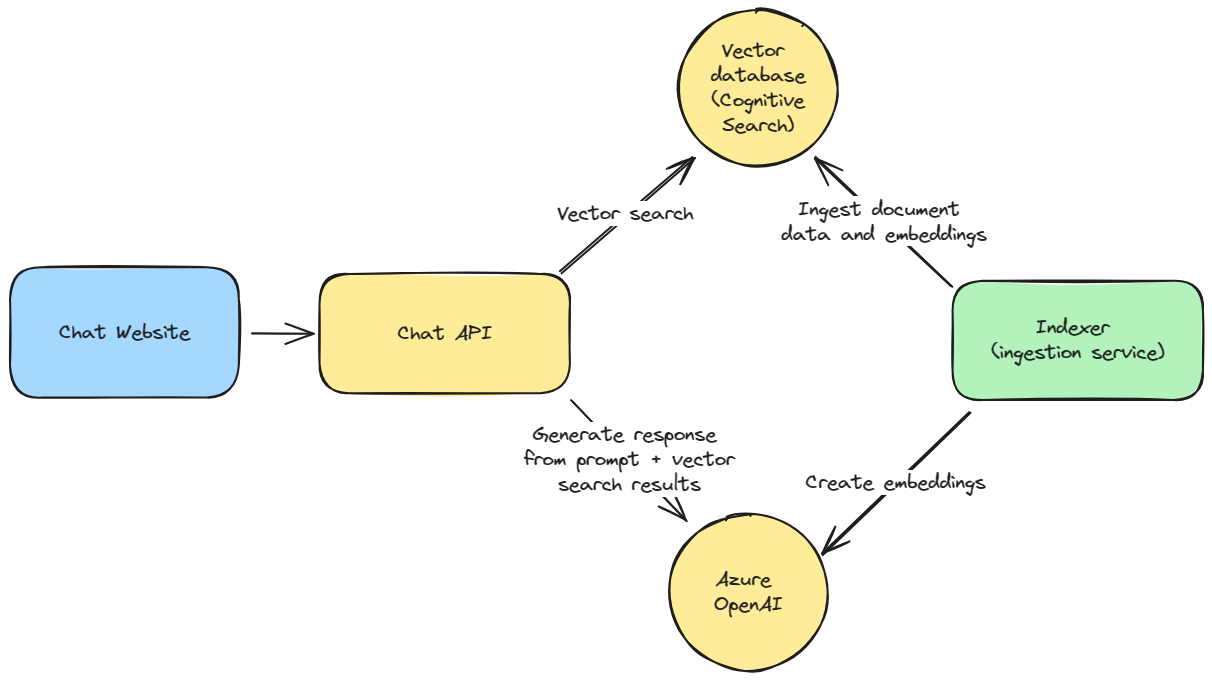 Vector
database
(Cognitive
Search)
Vector search
Ingest document
data and embeddings
Chat Website
Chat API
Indexer
(ingestion service)
Generate response
from prompt + vector
search results
Create embeddings
Azure
OpenAI